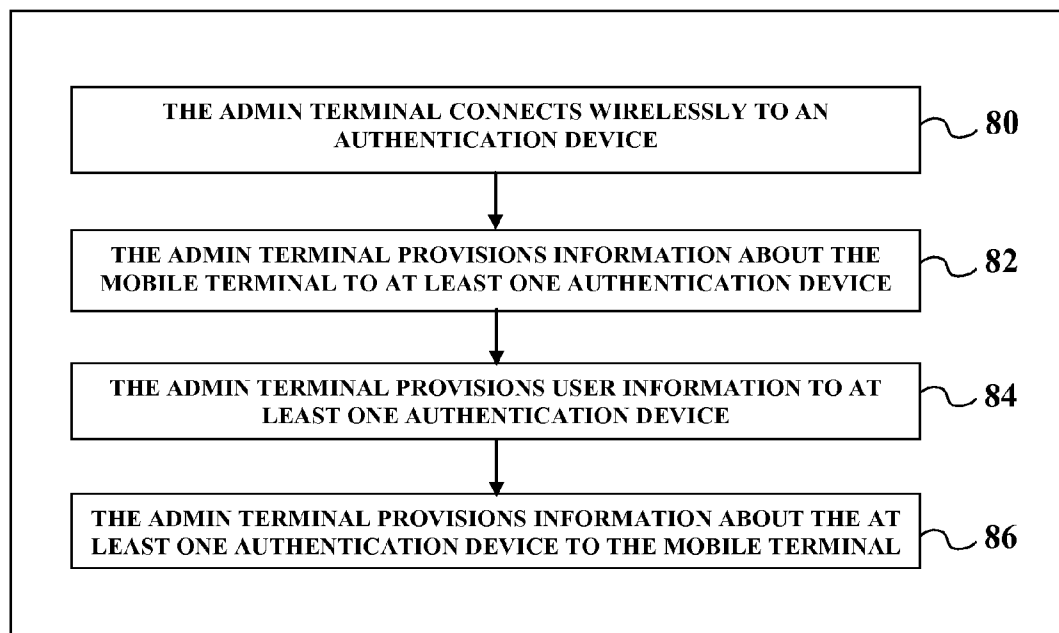 THE ADMIN TERMINAL CONNECTS WIRELESSLY TO AN
AUTHENTICATION DEVICE
80
THE ADMIN TERMINAL PROVISIONS INFORMATION ABOUT THE
MOBILE TERMINAL TO AT LEAST ONE AUTHENTICATION DEVICE
82
THE ADMIN TERMINAL PROVISIONS USER INFORMATION TO AT
LEAST ONE AUTHENTICATION DEVICE
84
THE ADMIN TERMINAL PROVISIONS INFORMATION ABOUT THE AT
LEAST ONE AUTHENTICATION DEVICE TO THE MOBILE TERMINAL
86